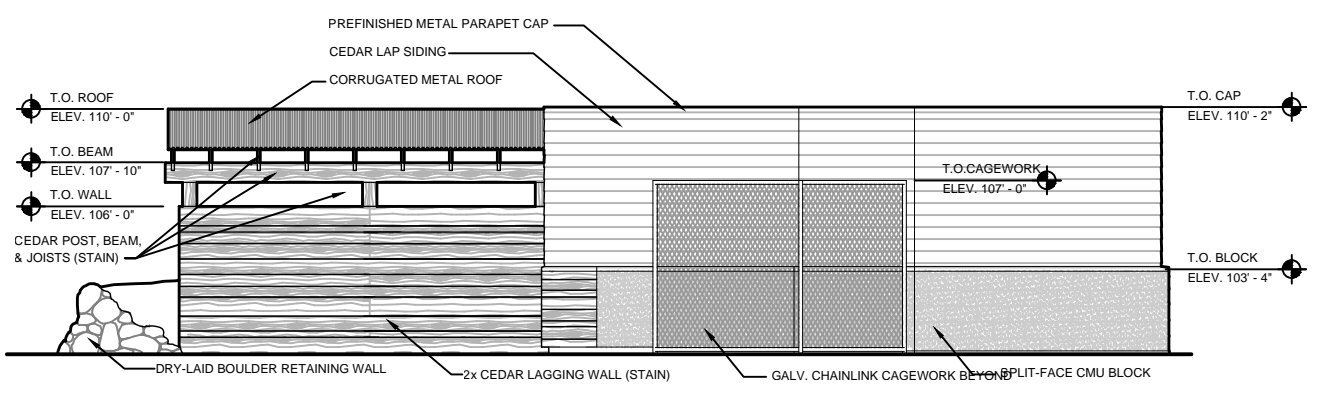 PREFINISHED METAL PARAPET CAP
CEDAR LAP SIDING
CORRUGATED METAL ROOF
T.O. ROOF
ELEV. 110' - 0"
T.O. CAP
ELEV. 110' - 2"
T.O. BEAM
ELEV. 107' - 10"
T.O.CAGEWORK
ELEV. 107' - 0"
T.O. WALL
ELEV. 106' - 0"
CEDAR POST, BEAM,
& JOISTS (STAIN)
T.O. BLOCK
ELEV. 103' - 4"
DRY-LAID BOULDER RETAINING WALL
2x CEDAR LAGGING WALL (STAIN)
GALV. CHAINLINK CAGEWORK BEYOND
SPLIT-FACE CMU BLOCK